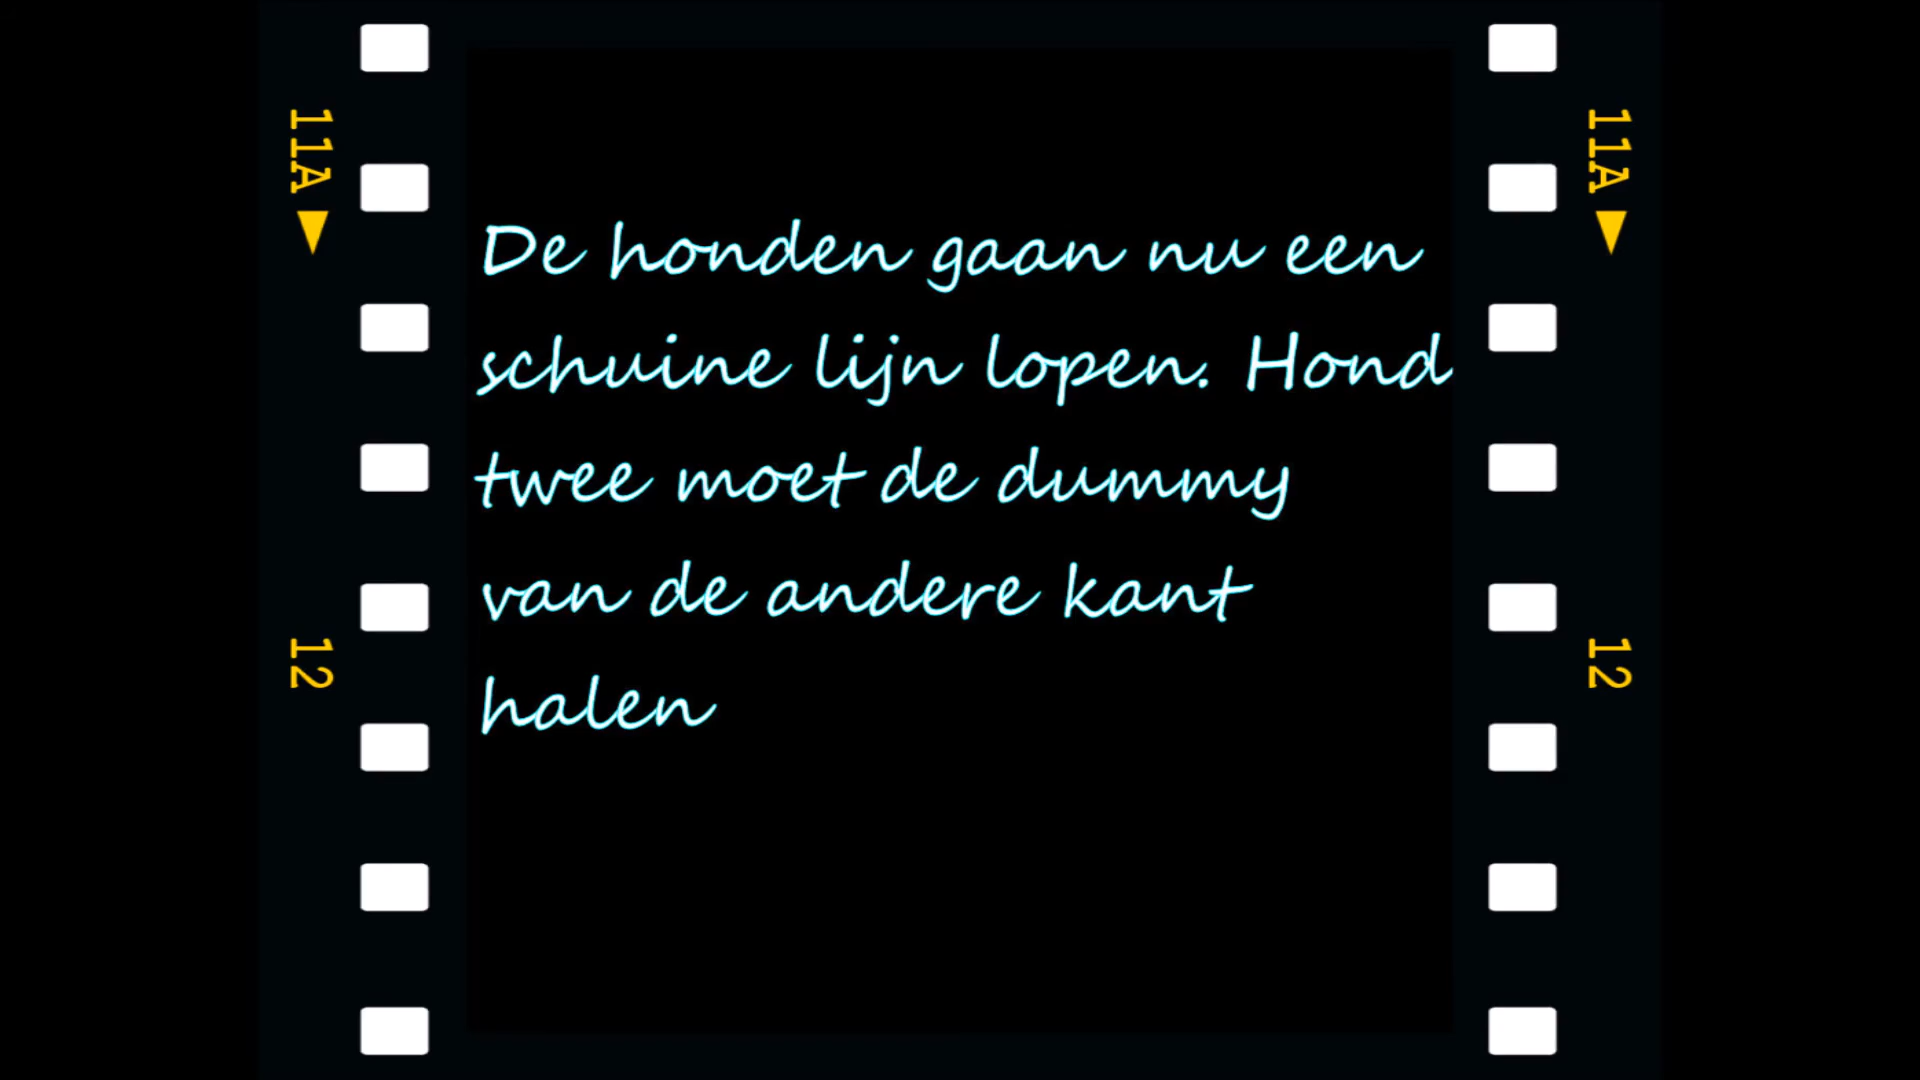 11A
11A
De honden gaan nu een
schuine lijn lopen. Hond
twee moet de dummy
van de andere kant
halen
12
12